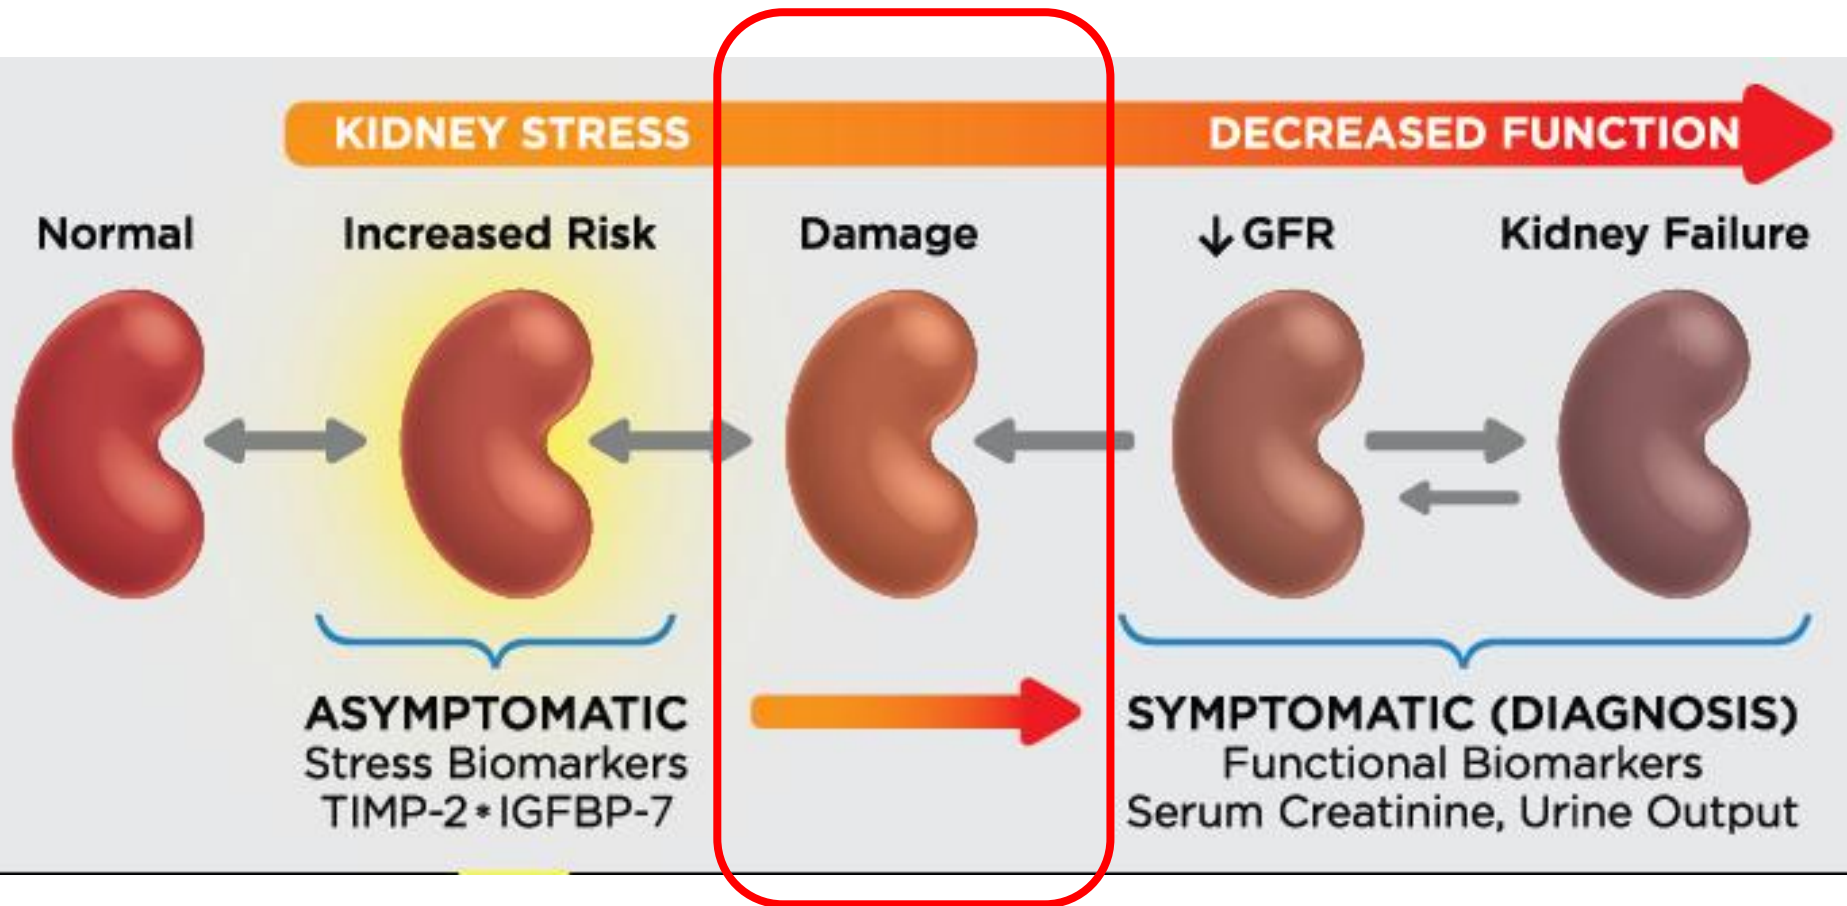 KIDNEY STRESS
DECREASED FUNCTION
Normal
Increased Risk
Damage
↓GFR
Kidney Failure
ASYMPTOMATIC
Stress Biomarkers
TIMP-2*IGFBP-7
SYMPTOMATIC (DIAGNOSIS)
Functional Biomarkers
Serum Creatinine, Urine Output